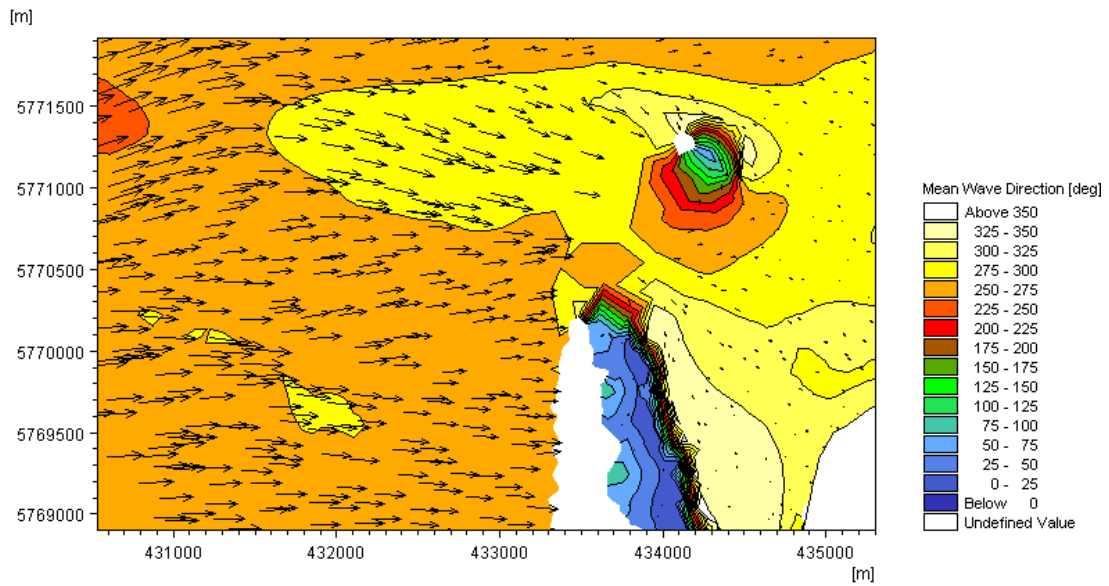 [m]
5771500
5771000
5770500
5770000
5769500
5769000
431000 432000 433000 434000 435000
[m]
Mean Wave Direction [deg]
Above 350
325 - 350
300 - 325
275 - 300
250 - 275
225 - 250
200 - 225
175 - 200
150 - 175
125 - 150
100 - 125
75 - 100
50 - 75
25 - 50
0 - 25
Below 0
Undefined Value